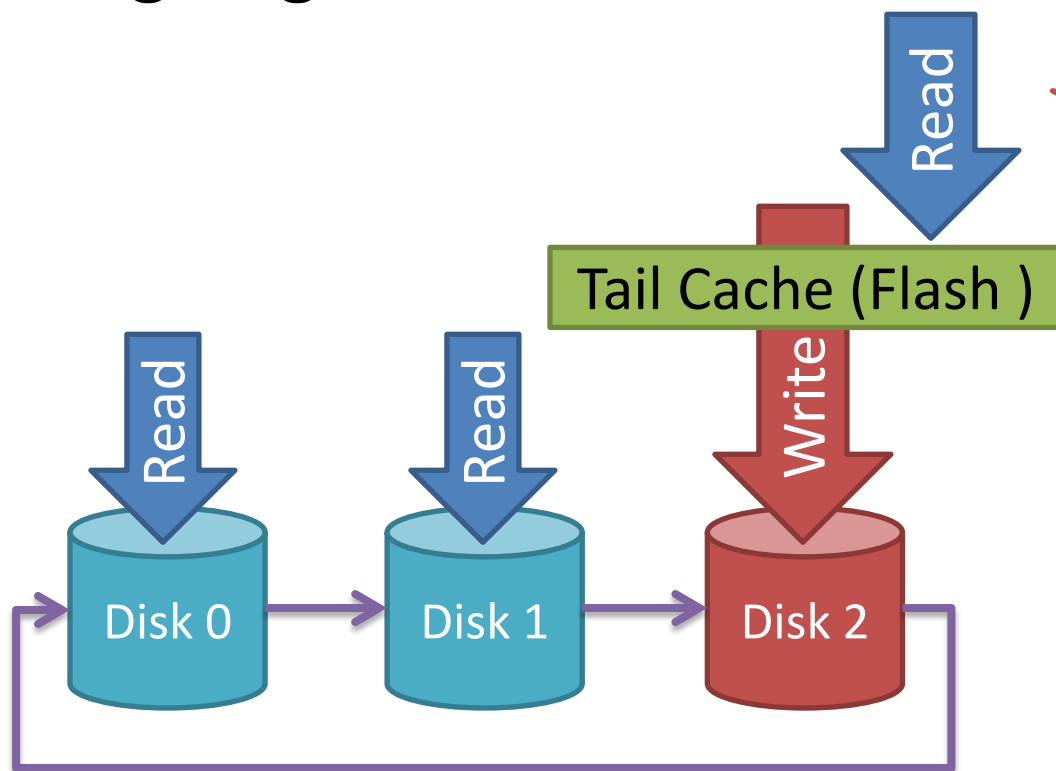 Read
Tail Cache (Flash )
Read
Read
Write
Disk 0
Disk 1
Disk 2